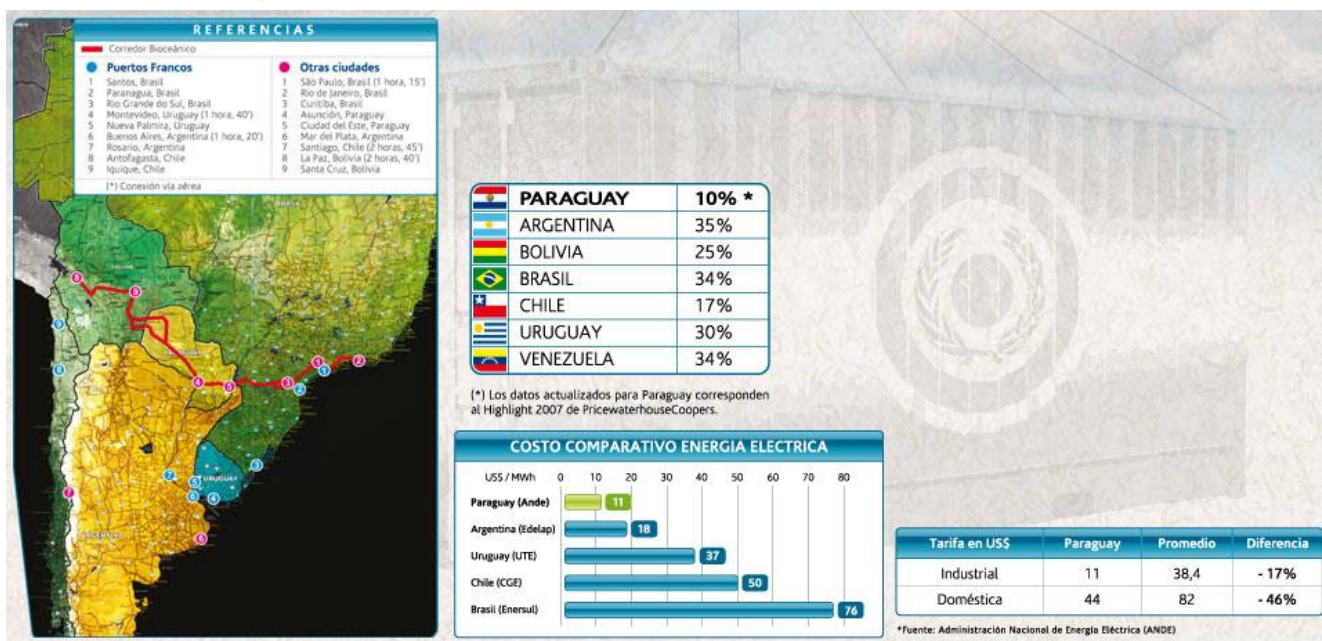 REFERENCIAS
Corredor Bioceánico
Puertos Francos
1 Santos, Brasil
2 Paranagua, Brasil
3 Rio Grande do Sul, Brasil
4 Montevideo, Uruguay (1 hora, 40')
5 Nueva Palmira, Uruguay
6 Buenos Aires, Argentina (1 hora, 20')
7 Rosario, Argentina
8 Antofagasta, Chile
9 Iquique, Chile
Otras ciudades
1 São Paulo, Brasil (1 hora, 15')
2 Rio de Janeiro, Brasil
3 Curitiba, Brasil
4 Asunción, Paraguay
5 Ciudad del Este, Paraguay
6 Mar del Plata, Argentina
7 Santiago, Chile (2 horas, 45')
8 La Paz, Bolivia (2 horas, 40')
9 Santa Cruz, Bolivia
(*) Conexión vía aérea
URUGUAY
ARGENTINA
PARAGUAY 10% *
ARGENTINA 35%
BOLIVIA 25%
BRASIL 34%
CHILE 17%
URUGUAY 30%
VENEZUELA 34%
(*) Los datos actualizados para Paraguay corresponden
al Highlight 2007 de PricewaterhouseCoopers.
COSTO COMPARATIVO ENERGIA ELECTRICA
US$ / MWh 0 10 20 30 40 50 60 70 80
Paraguay (Ande) 11
Argentina (Edelap) 18
Uruguay (UTE) 37
Chile (CGE) 50
Brasil (Enersul) 76
Tarifa en US$ Paraguay Promedio Diferencia
Industrial 11 38,4 - 17%
Doméstica 44 82 - 46%
*Fuente: Administración Nacional de Energía Eléctrica (ANDE)